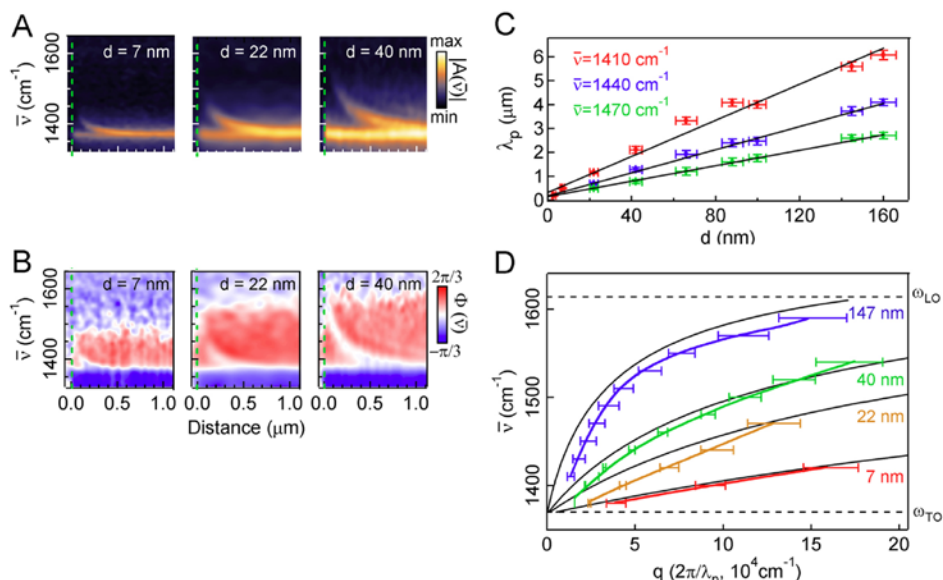 A
d = 7 nm
d = 22 nm
d = 40 nm
max
|A(ν̄)|
min
ν̄ (cm⁻¹)
1600
1400
B
d = 7 nm
d = 22 nm
d = 40 nm
2π/3
Φ (ν̄)
−π/3
ν̄ (cm⁻¹)
1600
1400
0.0 0.5 1.0 0.0 0.5 1.0 0.0 0.5 1.0
Distance (μm)
C
ν̄=1410 cm⁻¹
ν̄=1440 cm⁻¹
ν̄=1470 cm⁻¹
λp (μm)
6
5
4
3
2
1
0
0 40 80 120 160
d (nm)
D
ωLO
147 nm
40 nm
22 nm
7 nm
ωTO
ν̄ (cm⁻¹)
1600
1500
1400
0 5 10 15 20
q (2π/λp, 10⁴cm⁻¹)